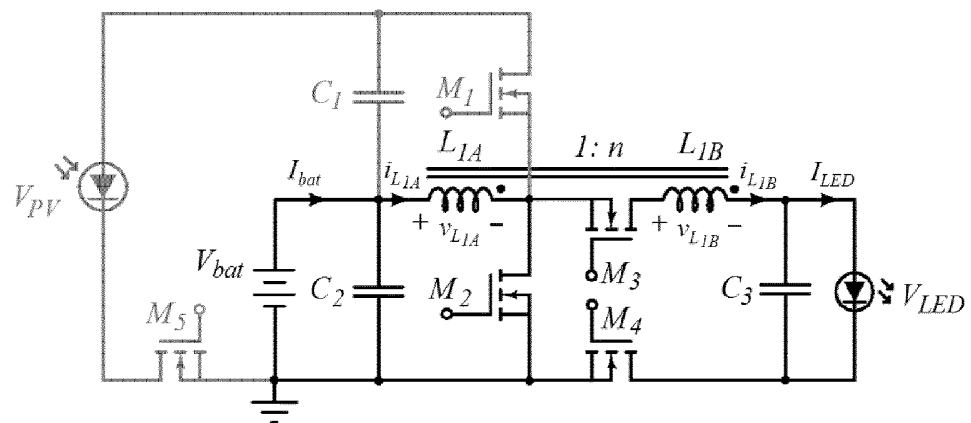 C1
M1
L1A
1: n
L1B
Ibat
iL1A
iL1B
ILED
VPV
+ vL1A −
+ vL1B −
Vbat
C2
M2
M3
C3
VLED
M5
M4